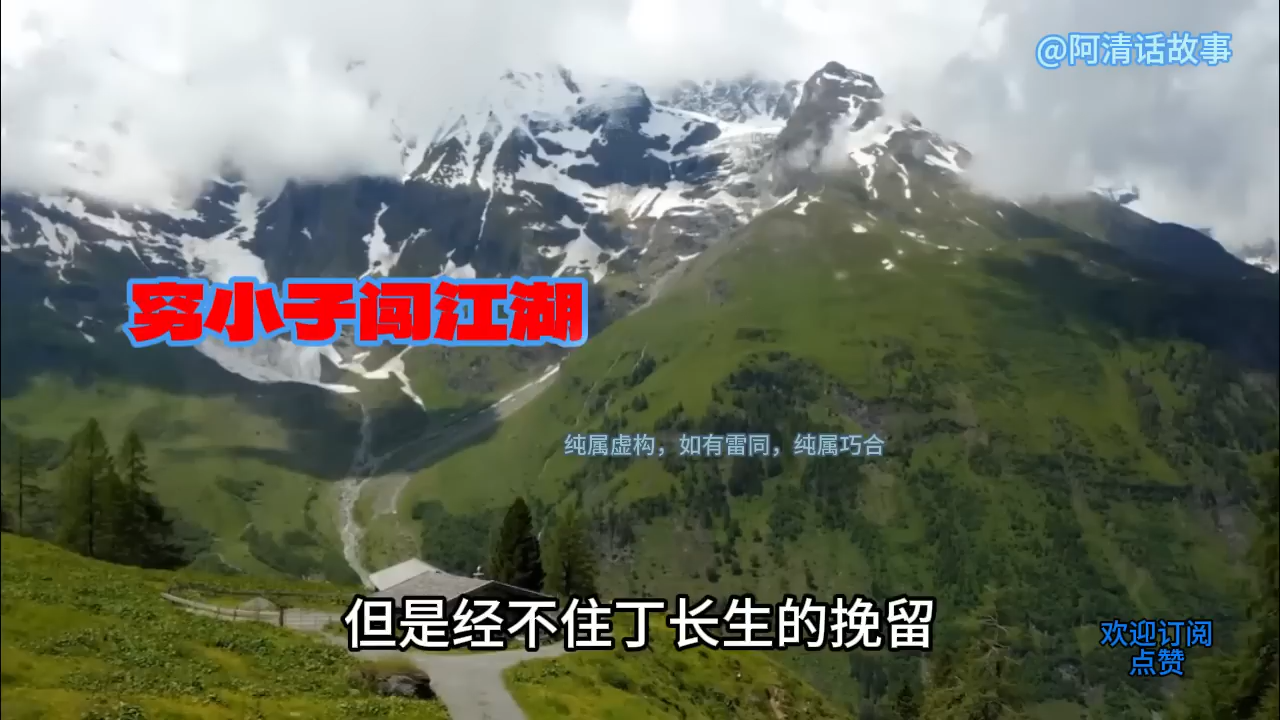 @阿清话故事
穷小子闯江湖
纯属虚构，如有雷同，纯属巧合
但是经不住丁长生的挽留
欢迎订阅
点赞